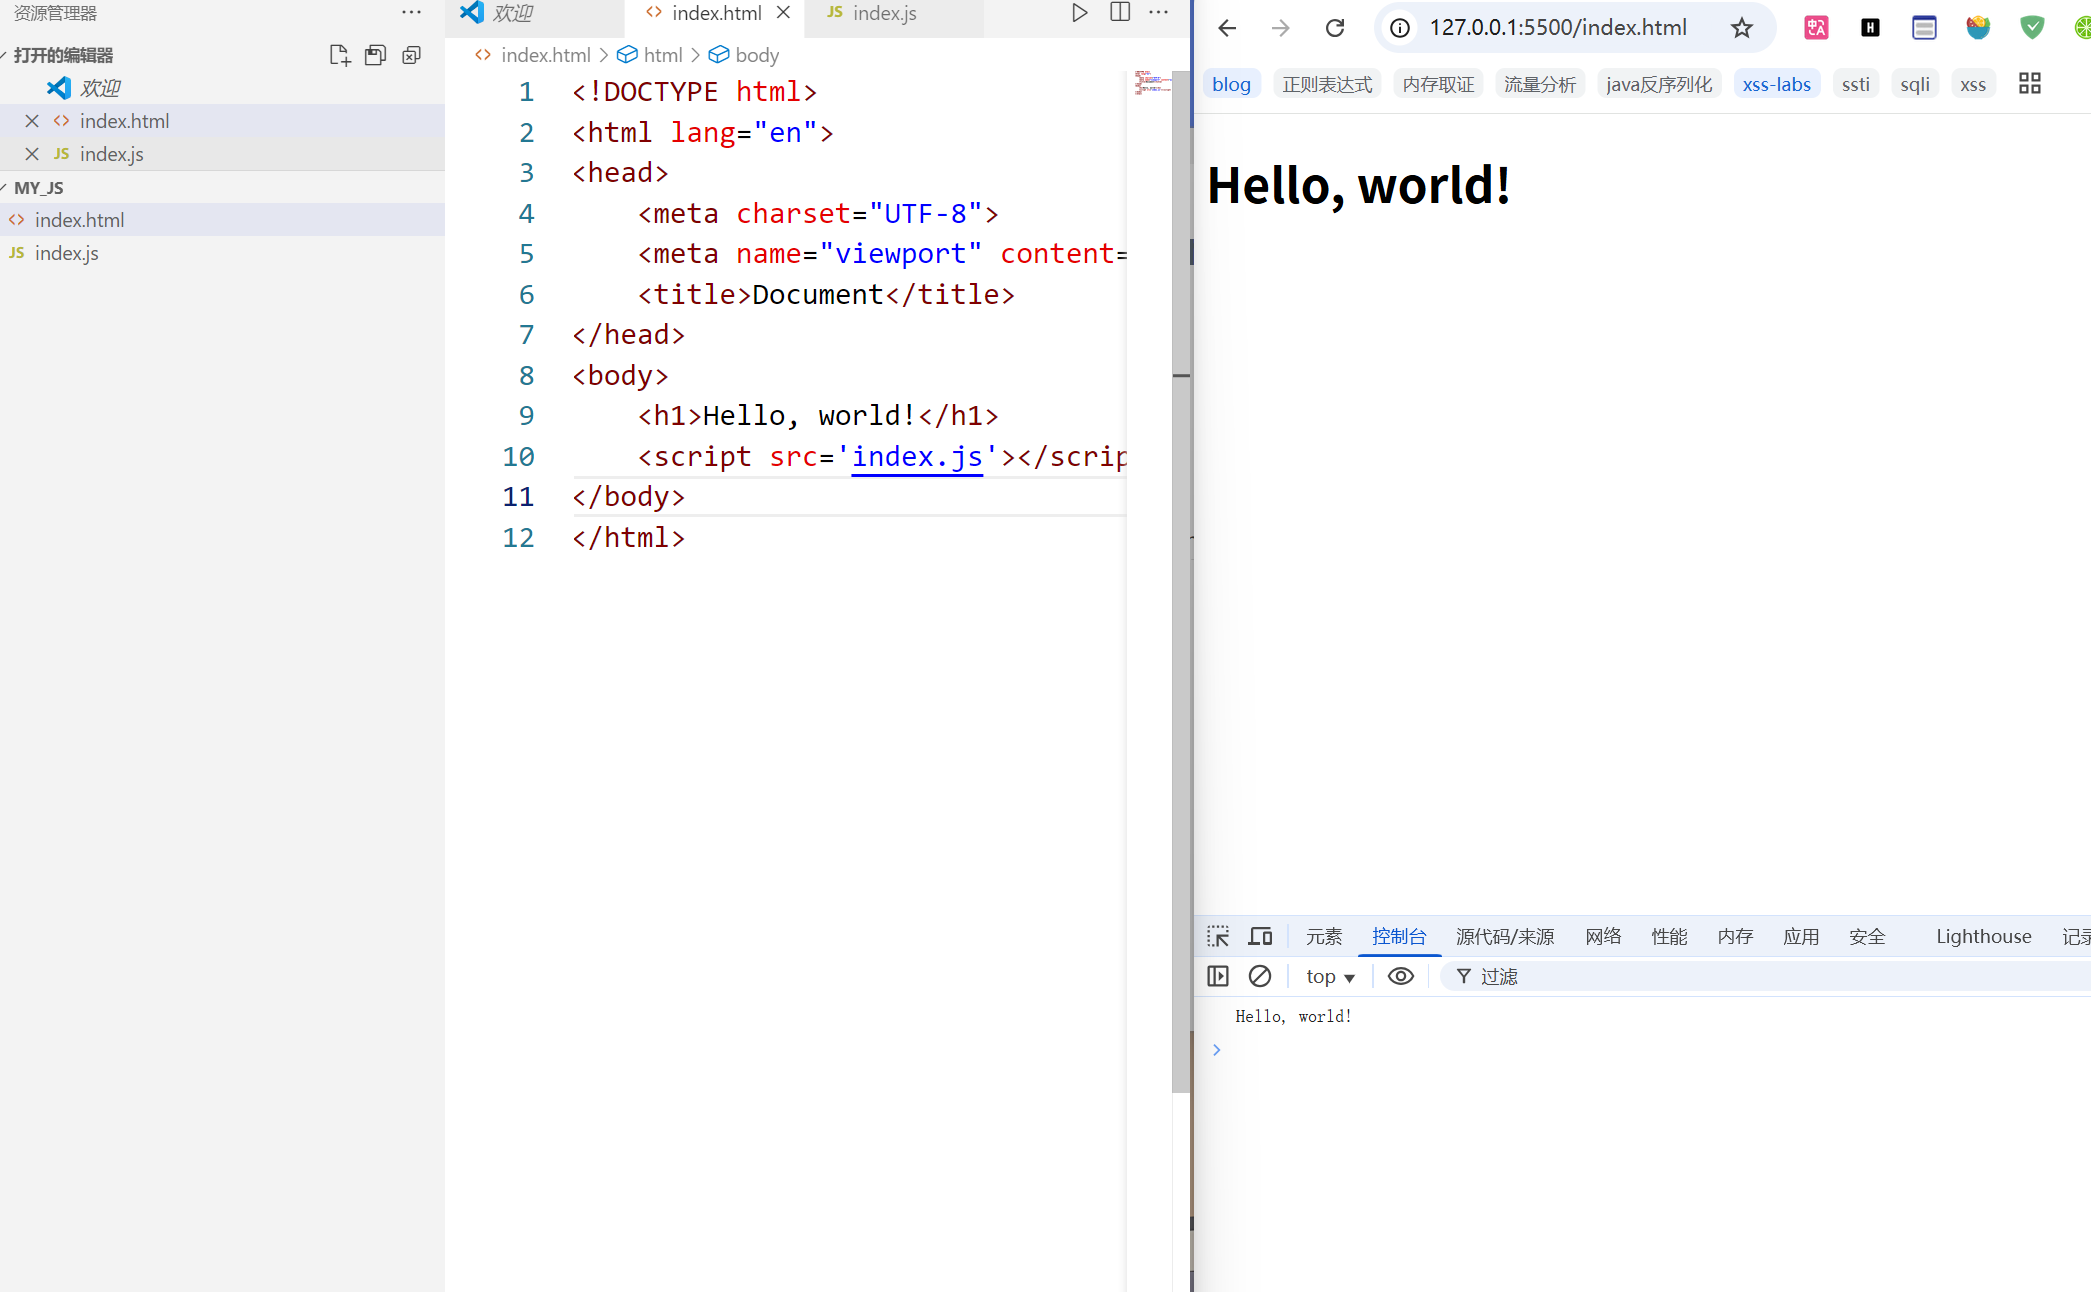 资源管理器
打开的编辑器
欢迎
index.html
JS index.js
MY_JS
index.html
JS index.js
欢迎
index.html
JS index.js
index.html > html > body
1 <!DOCTYPE html>
2 <html lang="en">
3 <head>
4 <meta charset="UTF-8">
5 <meta name="viewport" content=
6 <title>Document</title>
7 </head>
8 <body>
9 <h1>Hello, world!</h1>
10 <script src='index.js'></scrip
11 </body>
12 </html>
127.0.0.1:5500/index.html
blog 正则表达式 内存取证 流量分析 java反序列化 xss-labs ssti sqli xss
Hello, world!
元素 控制台 源代码/来源 网络 性能 内存 应用 安全 Lighthouse 记录
top 过滤
Hello, world!